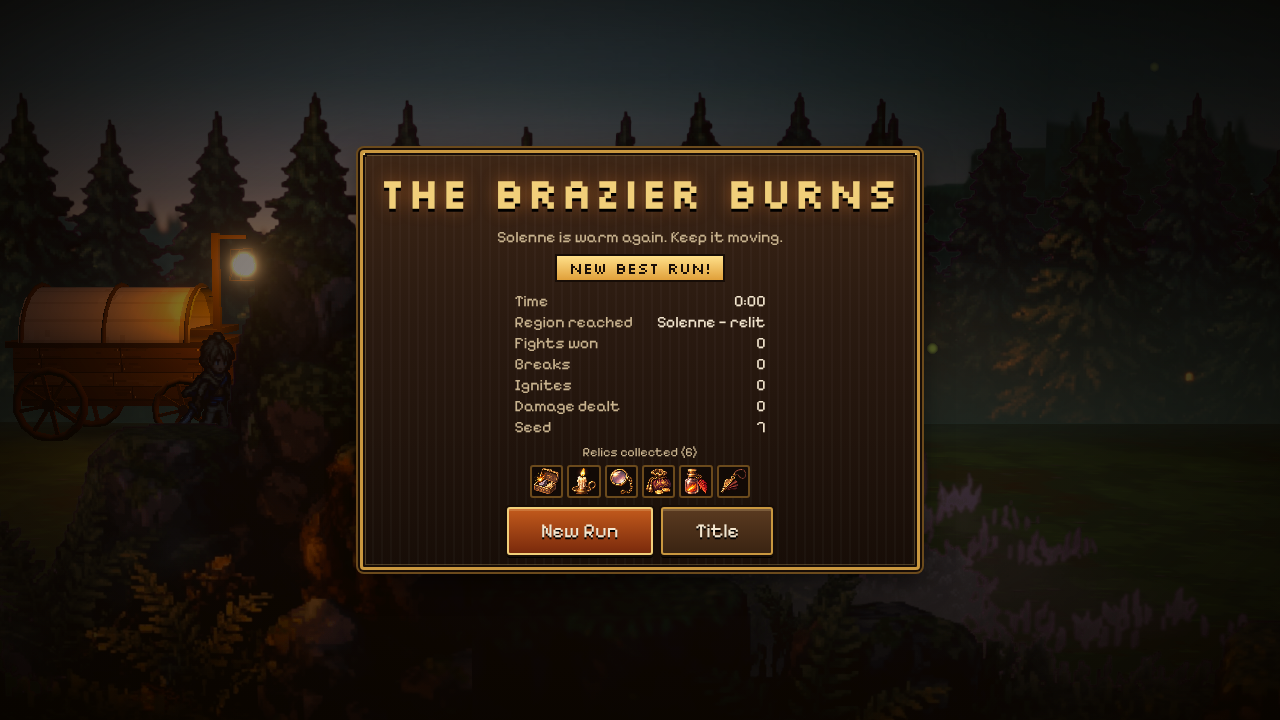 THE BRAZIER BURNS
Solenne is warm again. Keep it moving.
NEW BEST RUN!
Time 0:00
Region reached Solenne - relit
Fights won 0
Breaks 0
Ignites 0
Damage dealt 0
Seed 7
Relics collected (6)
New Run Title